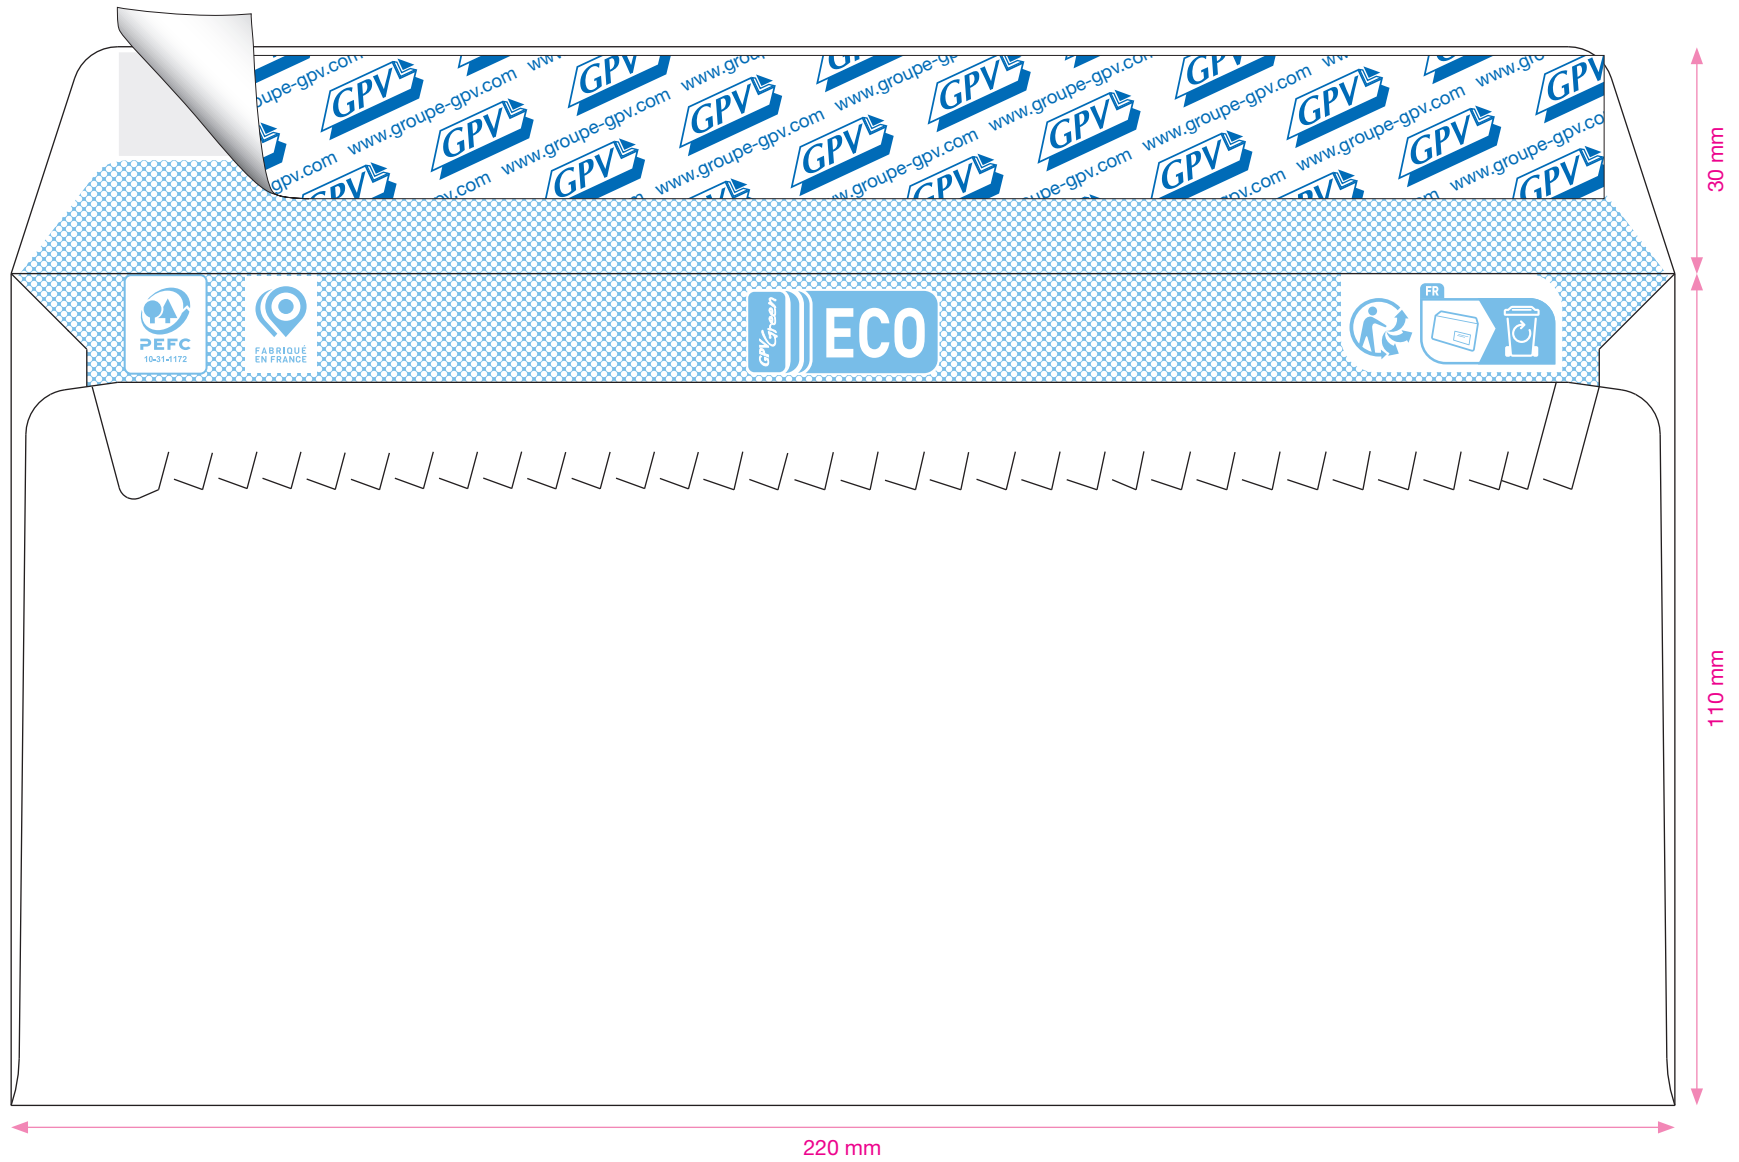 GPV www.groupe-gpv.com
30 mm
PEFC
10-31-1172
FABRIQUÉ
EN FRANCE
GPV Green
ECO
FR
110 mm
220 mm